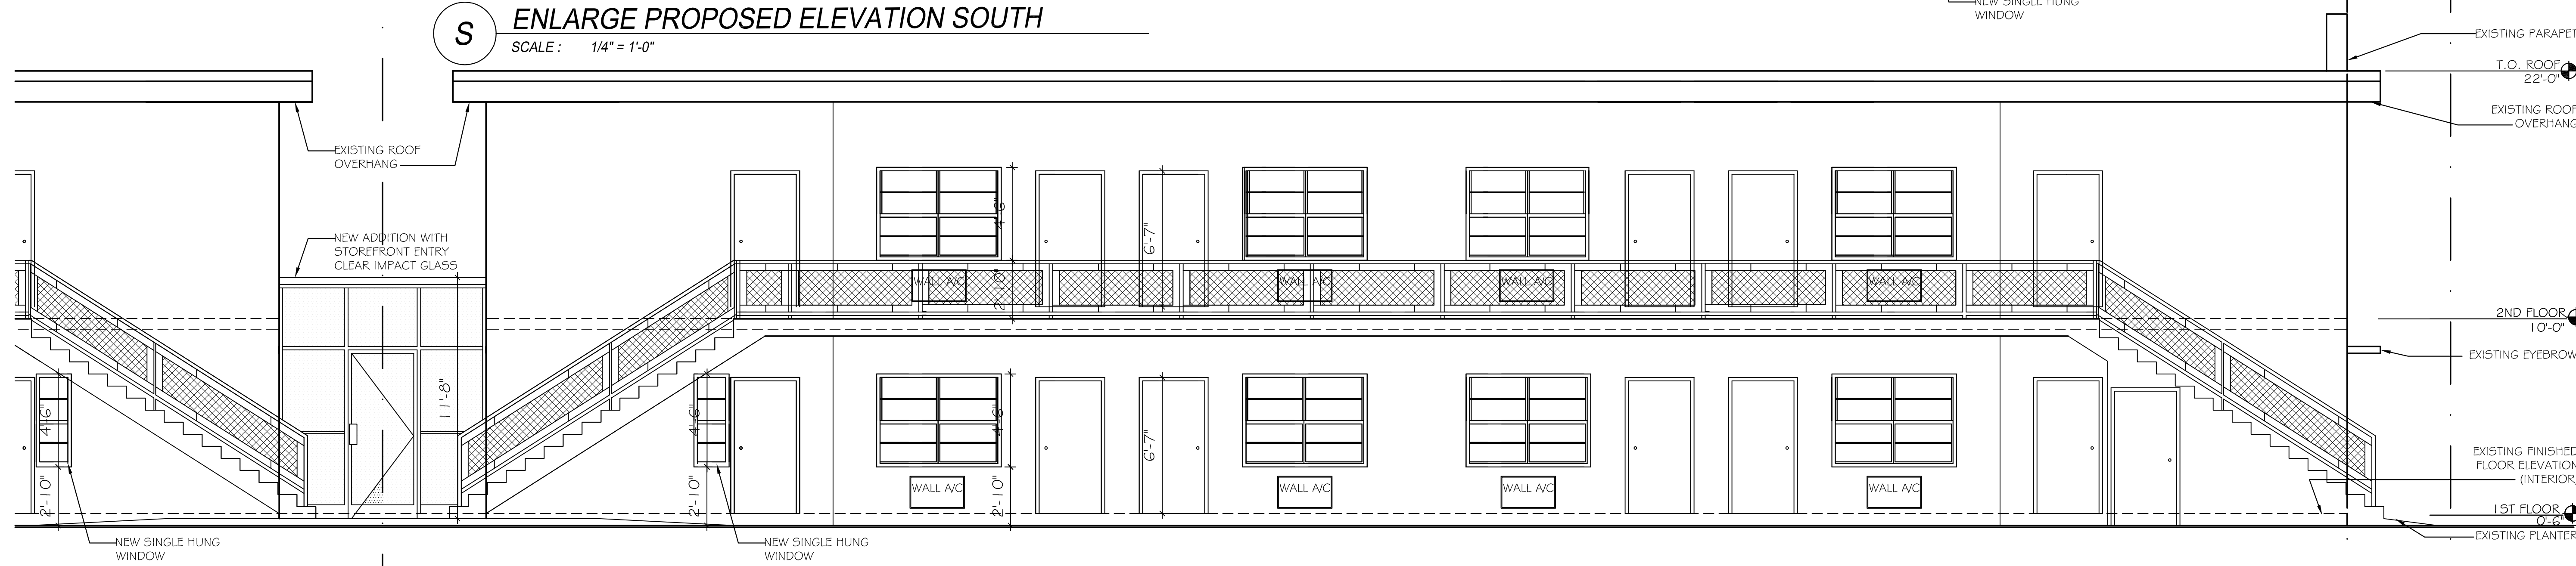 S
ENLARGE PROPOSED ELEVATION SOUTH
SCALE : 1/4" = 1'-0"
NEW SINGLE HUNG
WINDOW
EXISTING PARAPET
T.O. ROOF
22'-0"
EXISTING ROOF
OVERHANG
EXISTING ROOF
OVERHANG
NEW ADDITION WITH
STOREFRONT ENTRY
CLEAR IMPACT GLASS
4'-6"
6'-7"
2'-10"
WALL A/C
WALL A/C
WALL A/C
WALL A/C
2ND FLOOR
10'-0"
EXISTING EYEBROW
11'-8"
4'-6"
4'-6"
4'-6"
6'-7"
2'-10"
2'-10"
2'-10"
WALL A/C
WALL A/C
WALL A/C
WALL A/C
EXISTING FINISHED
FLOOR ELEVATION
(INTERIOR)
1ST FLOOR
0'-6"
EXISTING PLANTER
NEW SINGLE HUNG
WINDOW
NEW SINGLE HUNG
WINDOW